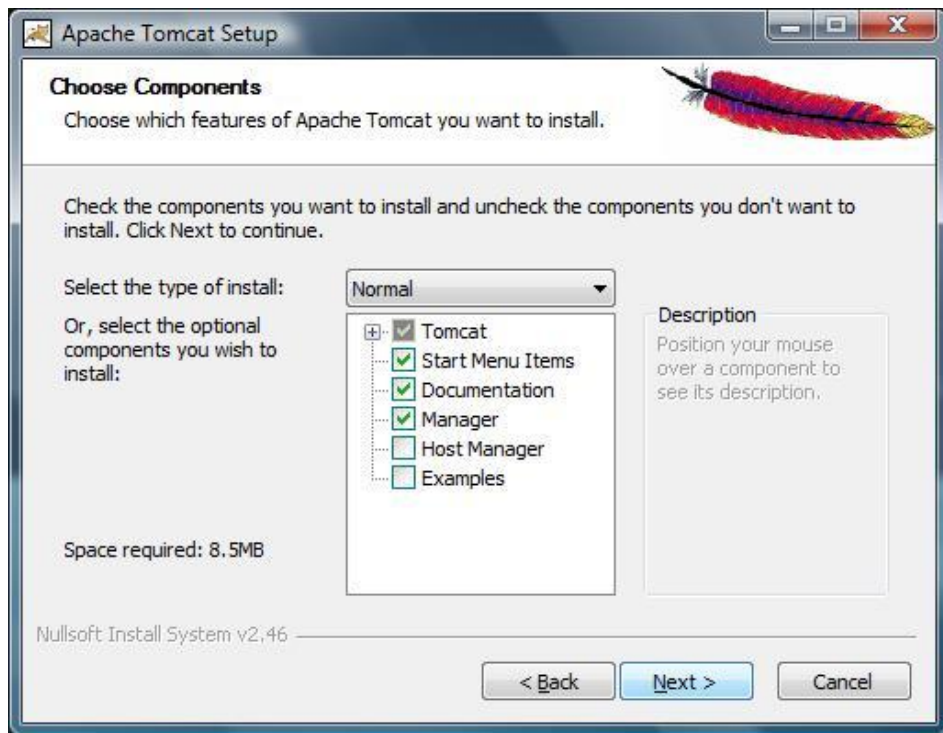 Apache Tomcat Setup
Choose Components
Choose which features of Apache Tomcat you want to install.
Check the components you want to install and uncheck the components you don't want to
install. Click Next to continue.
Select the type of install:
Normal
Or, select the optional
components you wish to
install:
Tomcat
Start Menu Items
Documentation
Manager
Host Manager
Examples
Description
Position your mouse
over a component to
see its description.
Space required: 8.5MB
Nullsoft Install System v2.46
< Back
Next >
Cancel